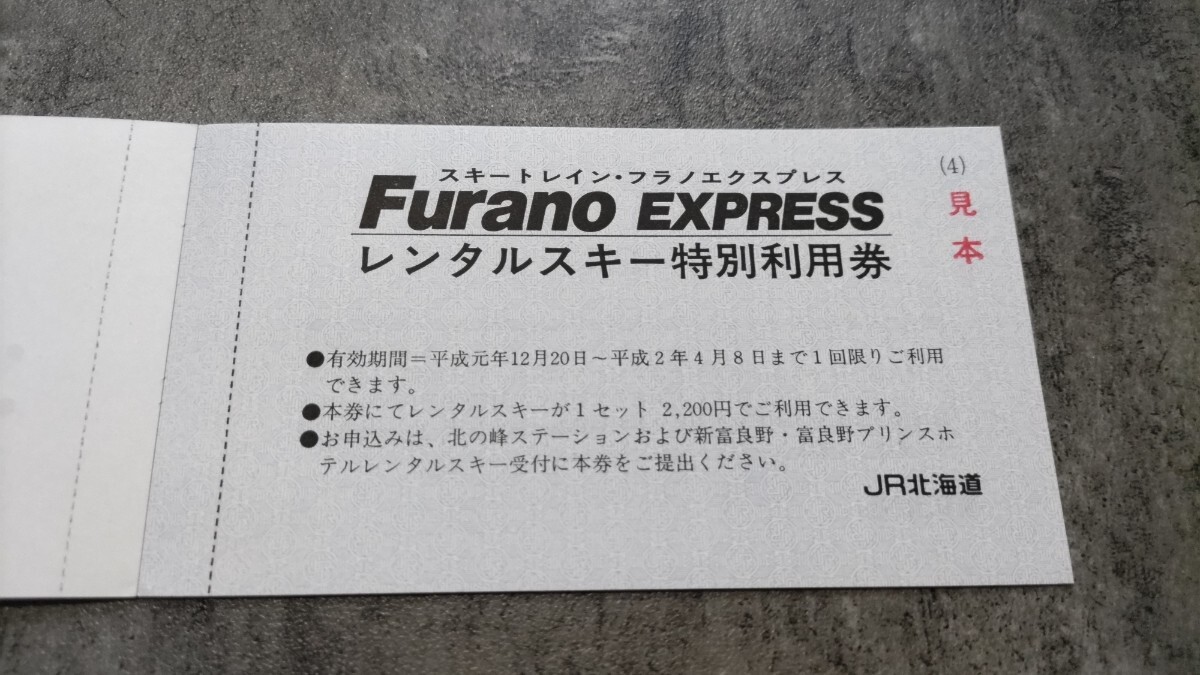 (4)
見本
スキートレイン・フラノエクスプレス
Furano EXPRESS
レンタルスキー特別利用券
●有効期間＝平成元年12月20日～平成2年4月8日まで1回限りご利用
できます。
●本券にてレンタルスキーが1セット 2,200円でご利用できます。
●お申込みは、北の峰ステーションおよび新富良野・富良野プリンスホ
テルレンタルスキー受付に本券をご提出ください。
JR北海道